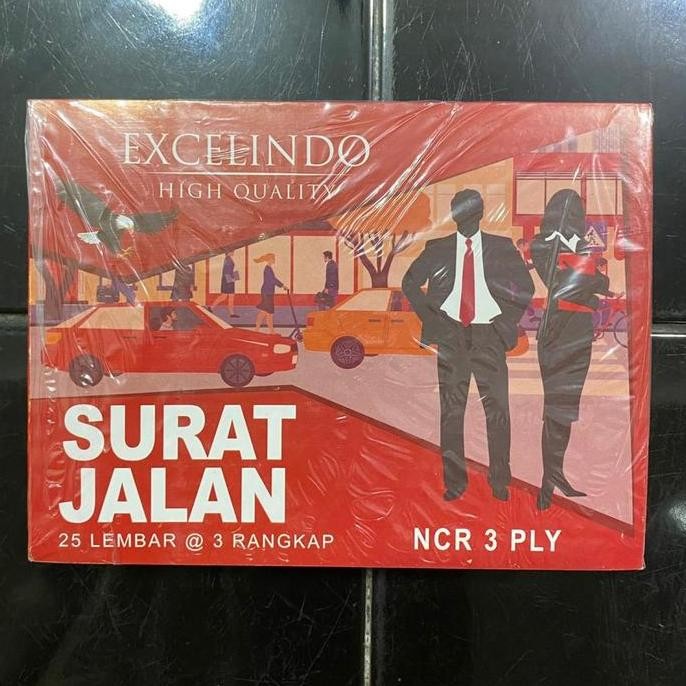 EXCELINDO
HIGH QUALITY
SURAT
JALAN
25 LEMBAR @ 3 RANGKAP
NCR 3 PLY